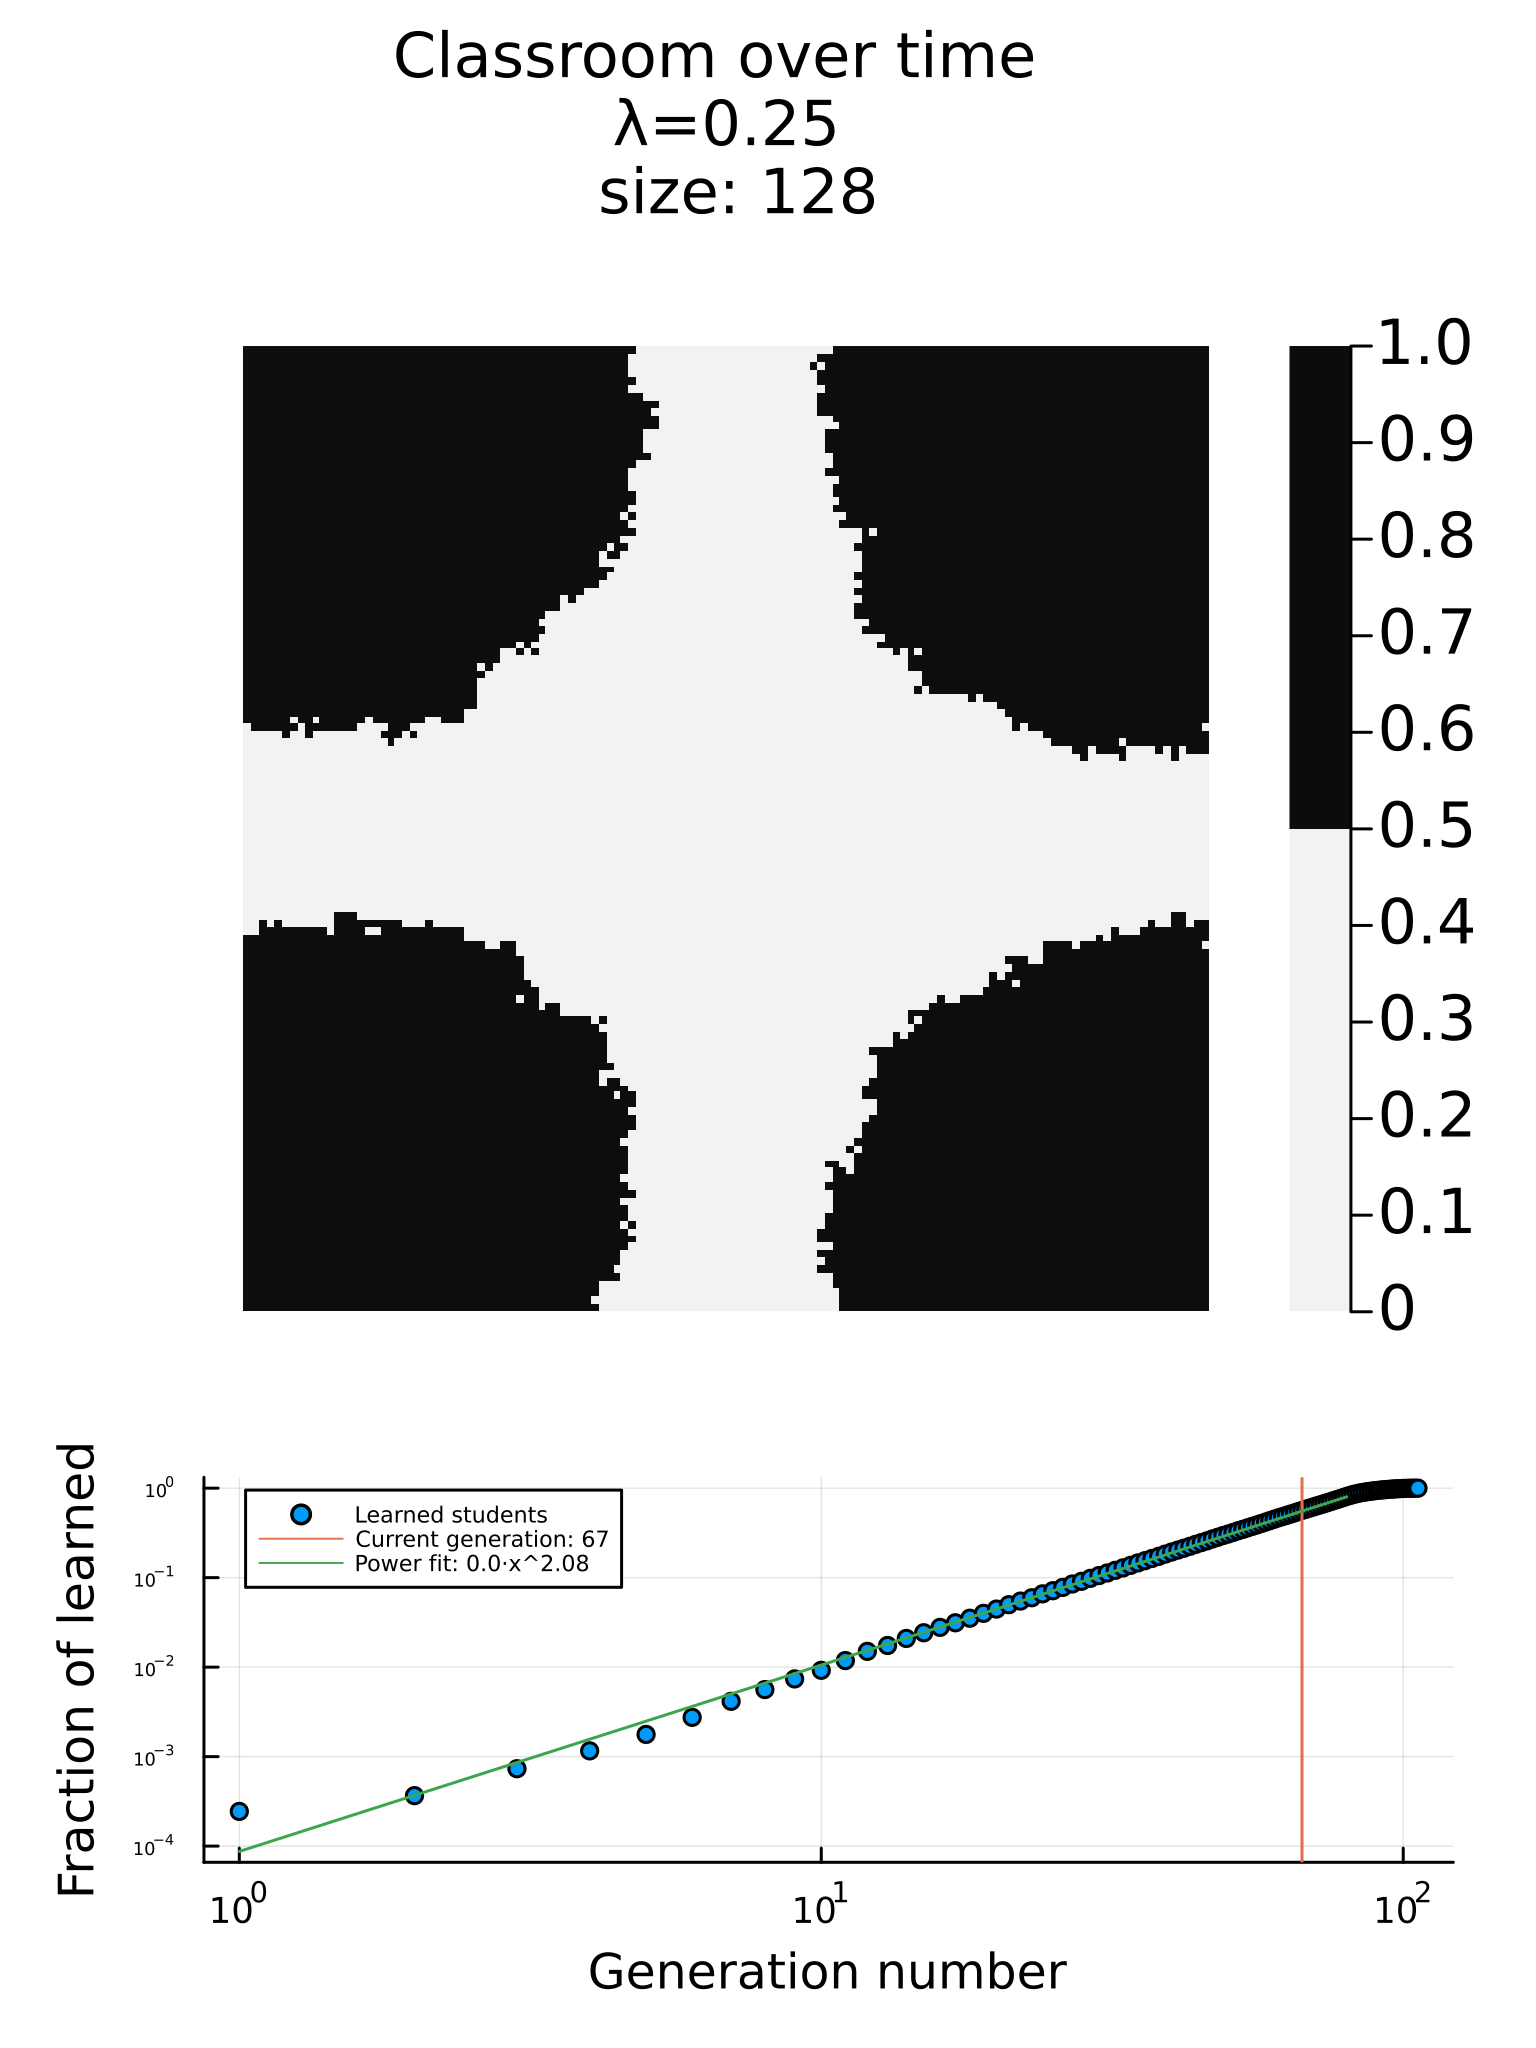 Classroom over time
λ=0.25
size: 128
1.0
0.9
0.8
0.7
0.6
0.5
0.4
0.3
0.2
0.1
0
Fraction of learned
10^0
10^−1
10^−2
10^−3
10^−4
Learned students
Current generation: 67
Power fit: 0.0·x^2.08
10^0 10^1 10^2
Generation number